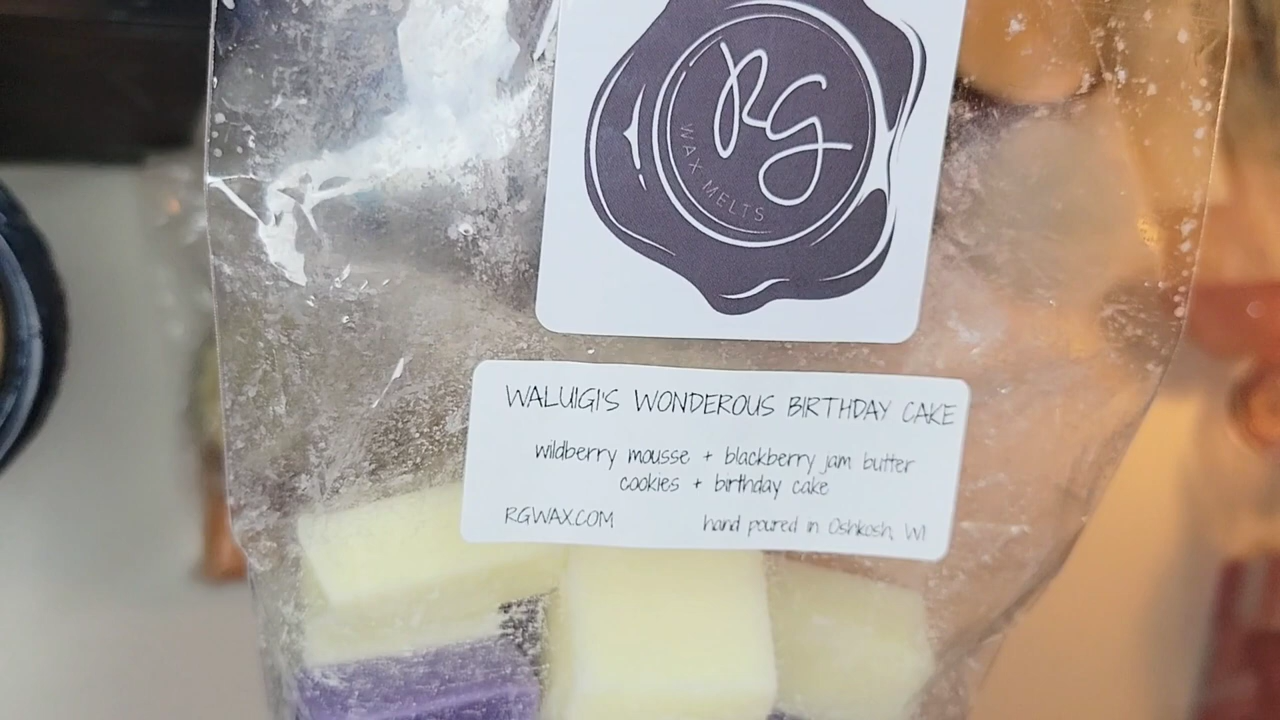 RG
WAX MELTS
WALUIGI'S WONDEROUS BIRTHDAY CAKE
wildberry mousse + blackberry jam butter
cookies + birthday cake
RGWAX.COM
hand poured in Oshkosh, WI